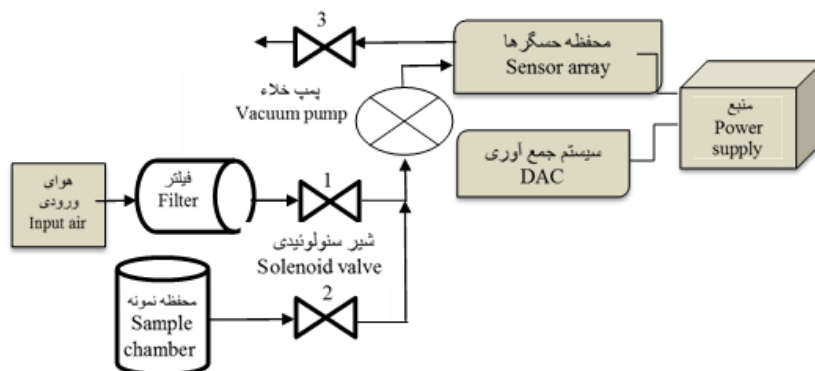 3
محفظه حسگرها
Sensor array
پمپ خلاء
Vacuum pump
منبع
Power
supply
سیستم جمع آوری
DAC
هوای
ورودی
Input air
فیلتر
Filter
1
شیر سنولوئیدی
Solenoid valve
2
محفظه نمونه
Sample
chamber